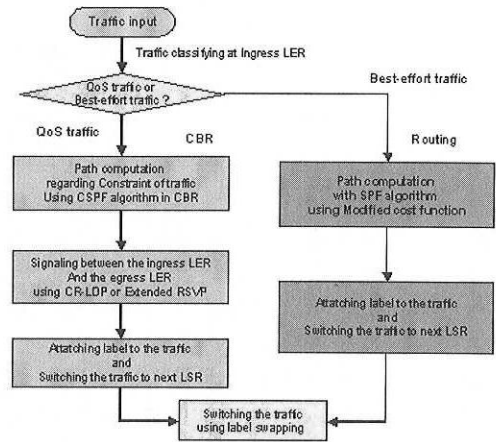 Traffic input
Traffic classifying at Ingress LER
QoS traffic or
Best-effort traffic ?
Best-effort traffic
QoS traffic
CBR
Routing
Path computation
regarding Constraint of traffic
Using CSPF algorithm in CBR
Path computation
with SPF algorithm
using Modified cost function
Signaling between the ingress LER
And the egress LER
using CR-LDP or Extended RSVP
Attatching label to the traffic
and
Switching the traffic to next LSR
Attatching label to the traffic
and
Switching the traffic to next LSR
Switching the traffic
using label swapping